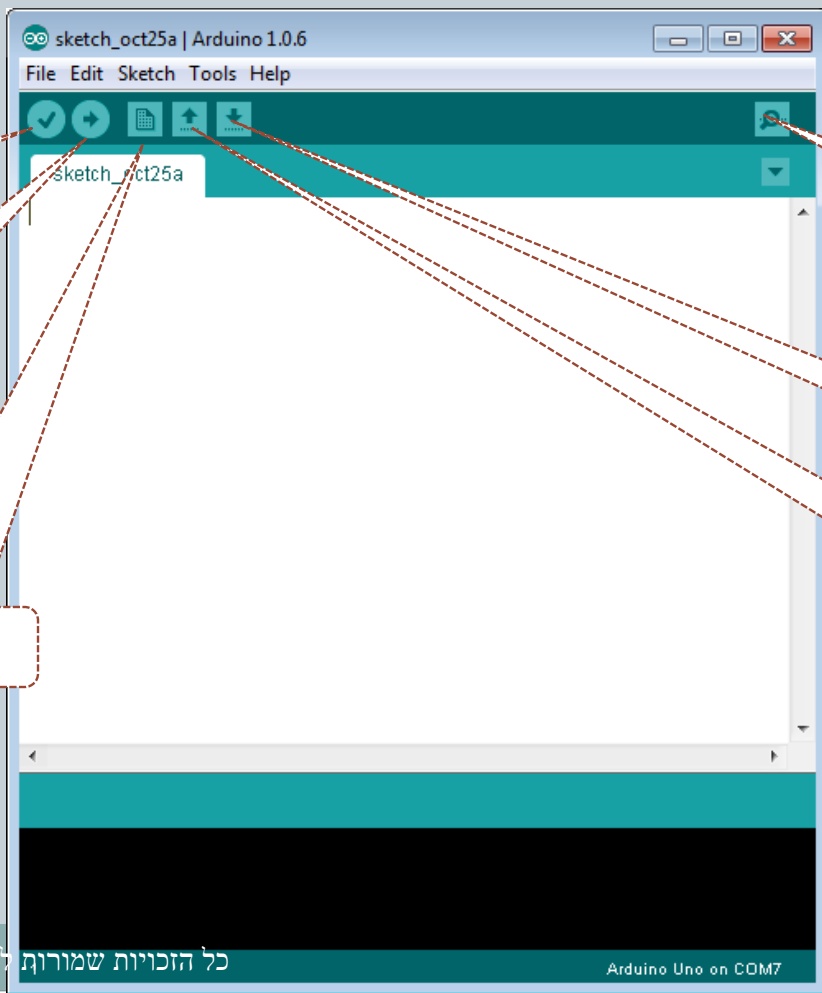 sketch_oct25a | Arduino 1.0.6
File Edit Sketch Tools Help
sketch_oct25a
כל הזכויות שמורות
Arduino Uno on COM7